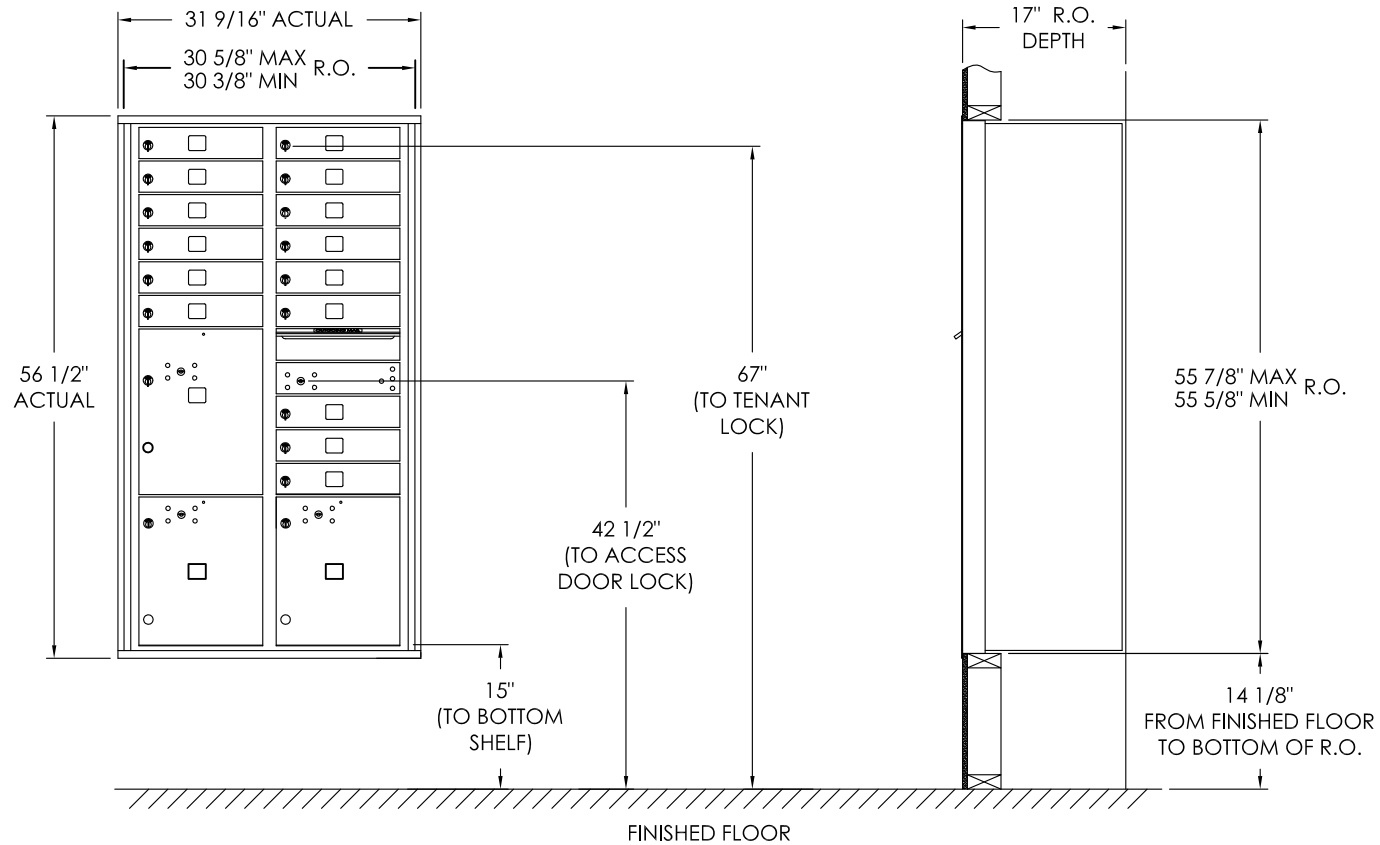 31 9/16" ACTUAL
30 5/8" MAX
30 3/8" MIN
R.O.
17" R.O.
DEPTH
OUTGOING MAIL
56 1/2"
ACTUAL
67"
(TO TENANT
LOCK)
55 7/8" MAX
55 5/8" MIN
R.O.
42 1/2"
(TO ACCESS
DOOR LOCK)
15"
(TO BOTTOM
SHELF)
14 1/8"
FROM FINISHED FLOOR
TO BOTTOM OF R.O.
FINISHED FLOOR